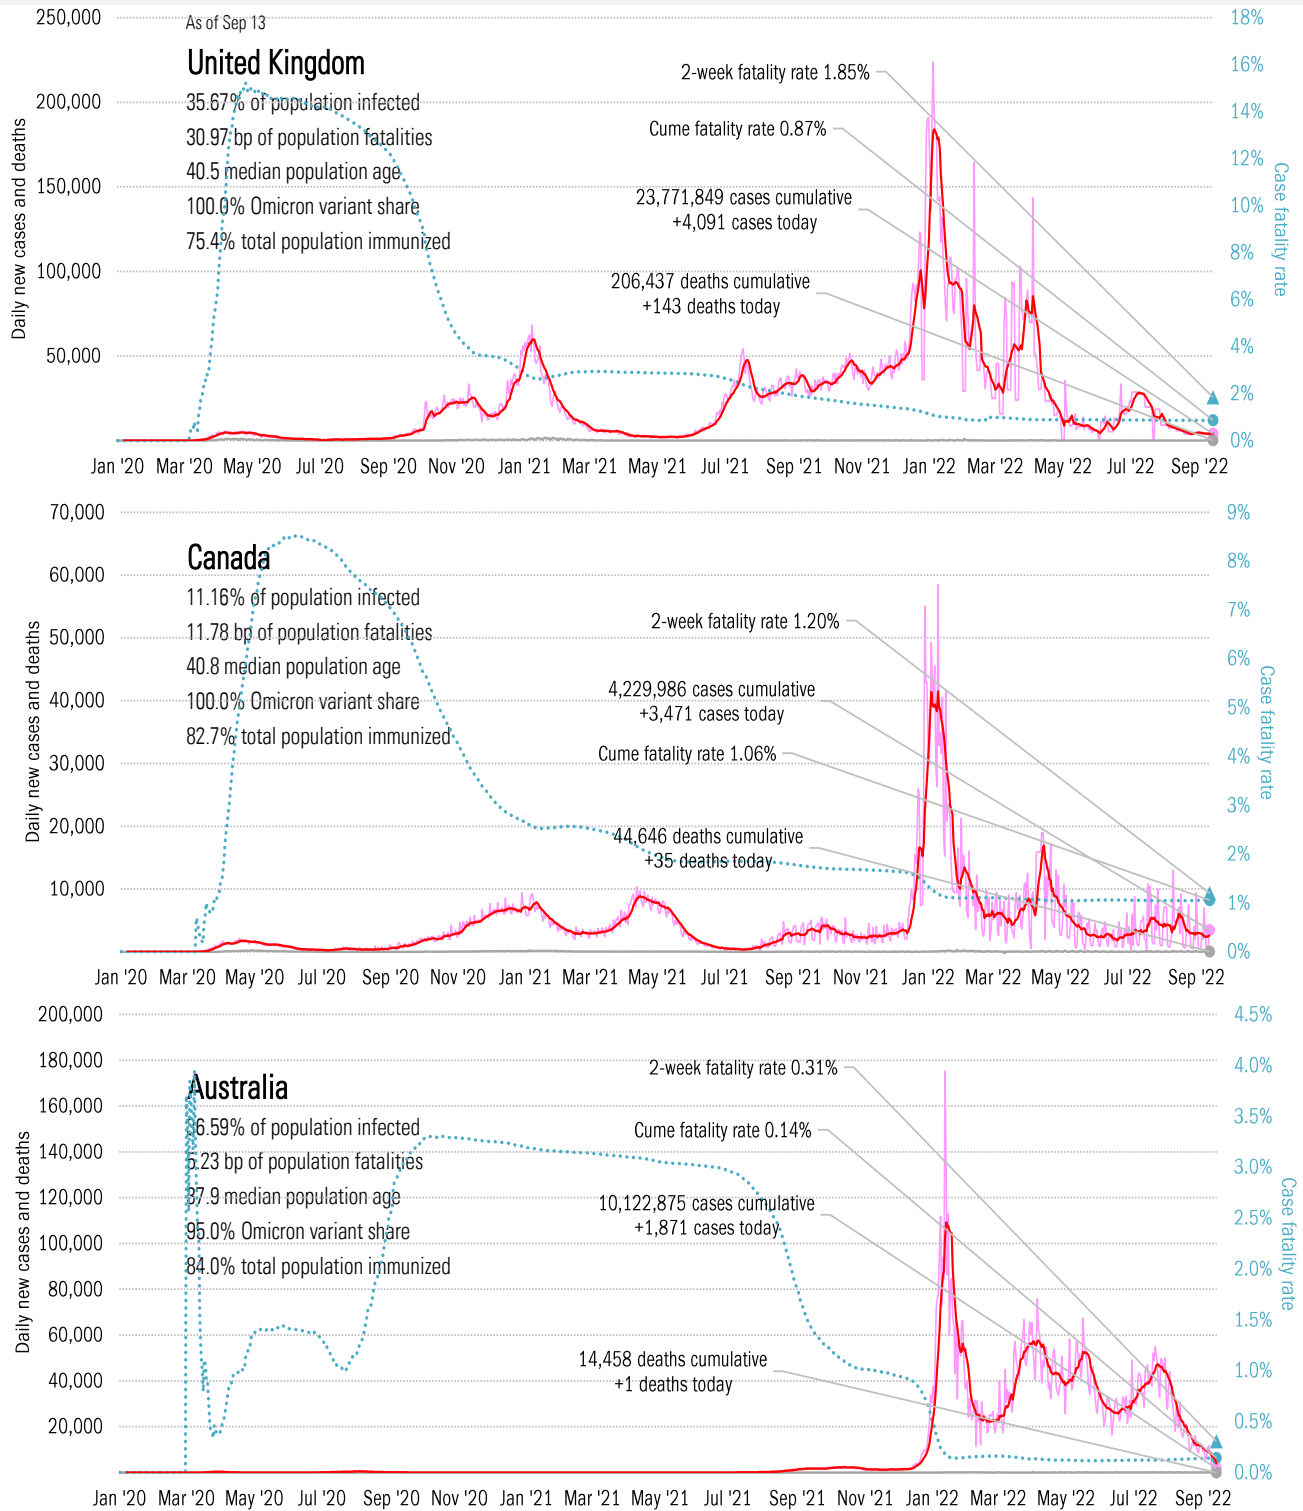 As of Sep 13
United Kingdom
35.67% of population infected
30.97 bp of population fatalities
40.5 median population age
100.0% Omicron variant share
75.4% total population immunized
2-week fatality rate 1.85%
Cume fatality rate 0.87%
23,771,849 cases cumulative
+4,091 cases today
206,437 deaths cumulative
+143 deaths today
Daily new cases and deaths
250,000
200,000
150,000
100,000
50,000
18%
16%
14%
12%
10%
8%
6%
4%
2%
0%
Case fatality rate
Jan '20 Mar '20 May '20 Jul '20 Sep '20 Nov '20 Jan '21 Mar '21 May '21 Jul '21 Sep '21 Nov '21 Jan '22 Mar '22 May '22 Jul '22 Sep '22
Canada
11.16% of population infected
11.78 bp of population fatalities
40.8 median population age
100.0% Omicron variant share
82.7% total population immunized
2-week fatality rate 1.20%
4,229,986 cases cumulative
+3,471 cases today
Cume fatality rate 1.06%
44,646 deaths cumulative
+35 deaths today
Daily new cases and deaths
70,000
60,000
50,000
40,000
30,000
20,000
10,000
9%
8%
7%
6%
5%
4%
3%
2%
1%
0%
Case fatality rate
Jan '20 Mar '20 May '20 Jul '20 Sep '20 Nov '20 Jan '21 Mar '21 May '21 Jul '21 Sep '21 Nov '21 Jan '22 Mar '22 May '22 Jul '22 Sep '22
Australia
36.59% of population infected
5.23 bp of population fatalities
37.9 median population age
95.0% Omicron variant share
84.0% total population immunized
2-week fatality rate 0.31%
Cume fatality rate 0.14%
10,122,875 cases cumulative
+1,871 cases today
14,458 deaths cumulative
+1 deaths today
Daily new cases and deaths
200,000
180,000
160,000
140,000
120,000
100,000
80,000
60,000
40,000
20,000
4.5%
4.0%
3.5%
3.0%
2.5%
2.0%
1.5%
1.0%
0.5%
0.0%
Case fatality rate
Jan '20 Mar '20 May '20 Jul '20 Sep '20 Nov '20 Jan '21 Mar '21 May '21 Jul '21 Sep '21 Nov '21 Jan '22 Mar '22 May '22 Jul '22 Sep '22